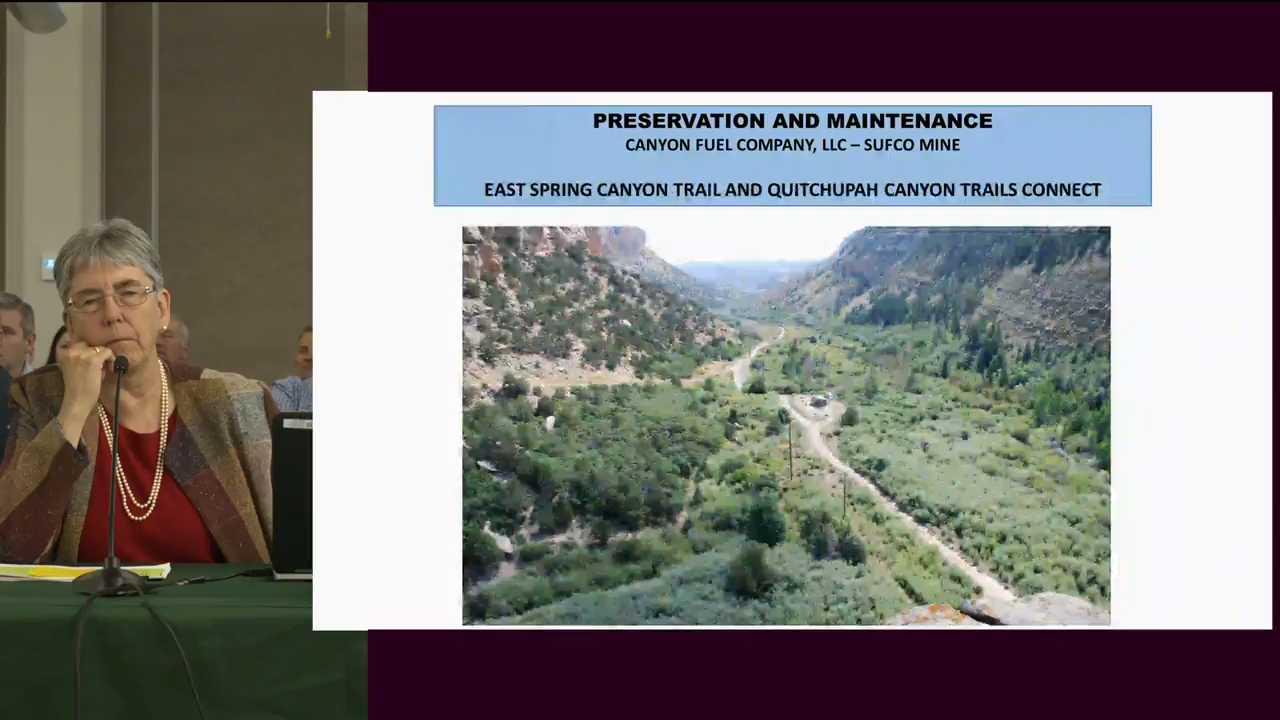 PRESERVATION AND MAINTENANCE
CANYON FUEL COMPANY, LLC – SUFCO MINE
EAST SPRING CANYON TRAIL AND QUITCHUPAH CANYON TRAILS CONNECT